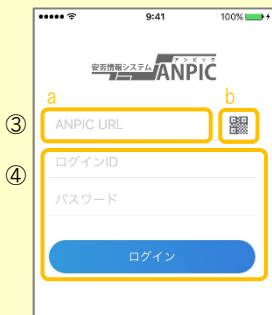 9:41
100%
安否情報システム ANPIC
アンピック
a
b
③
ANPIC URL
④
ログインID
パスワード
ログイン